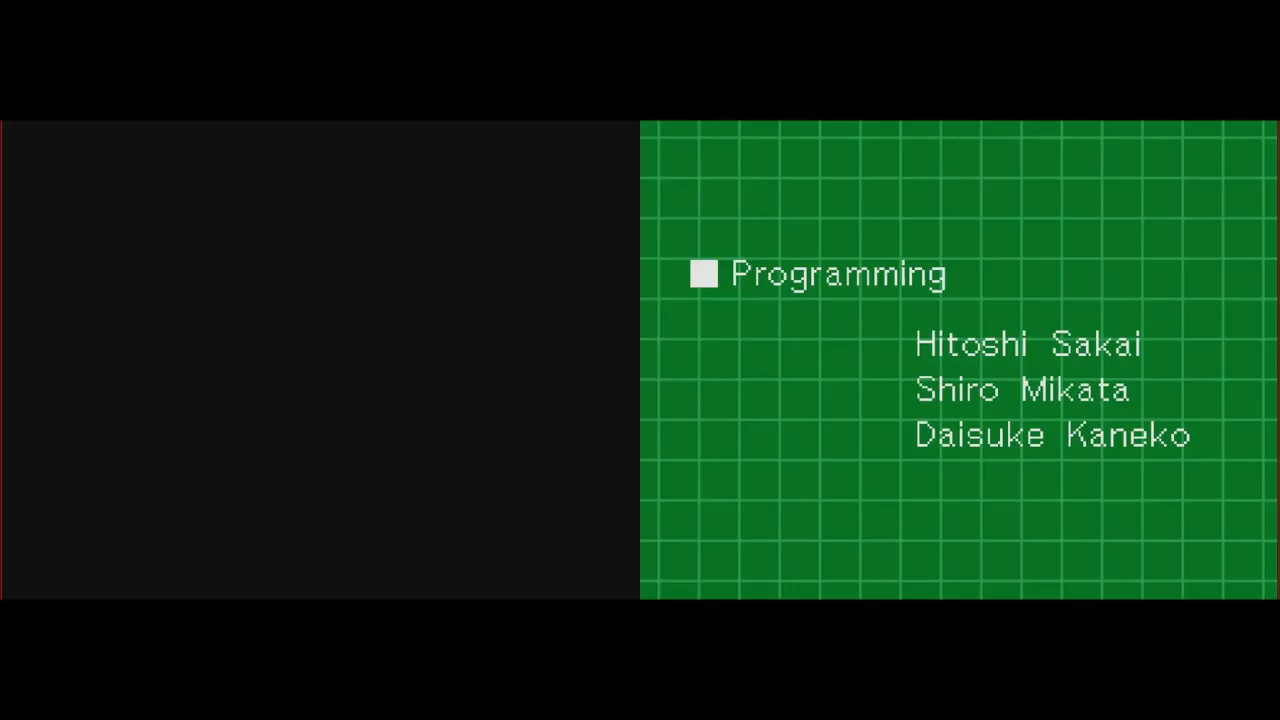 ■ Programming
Hitoshi Sakai
Shiro Mikata
Daisuke Kaneko